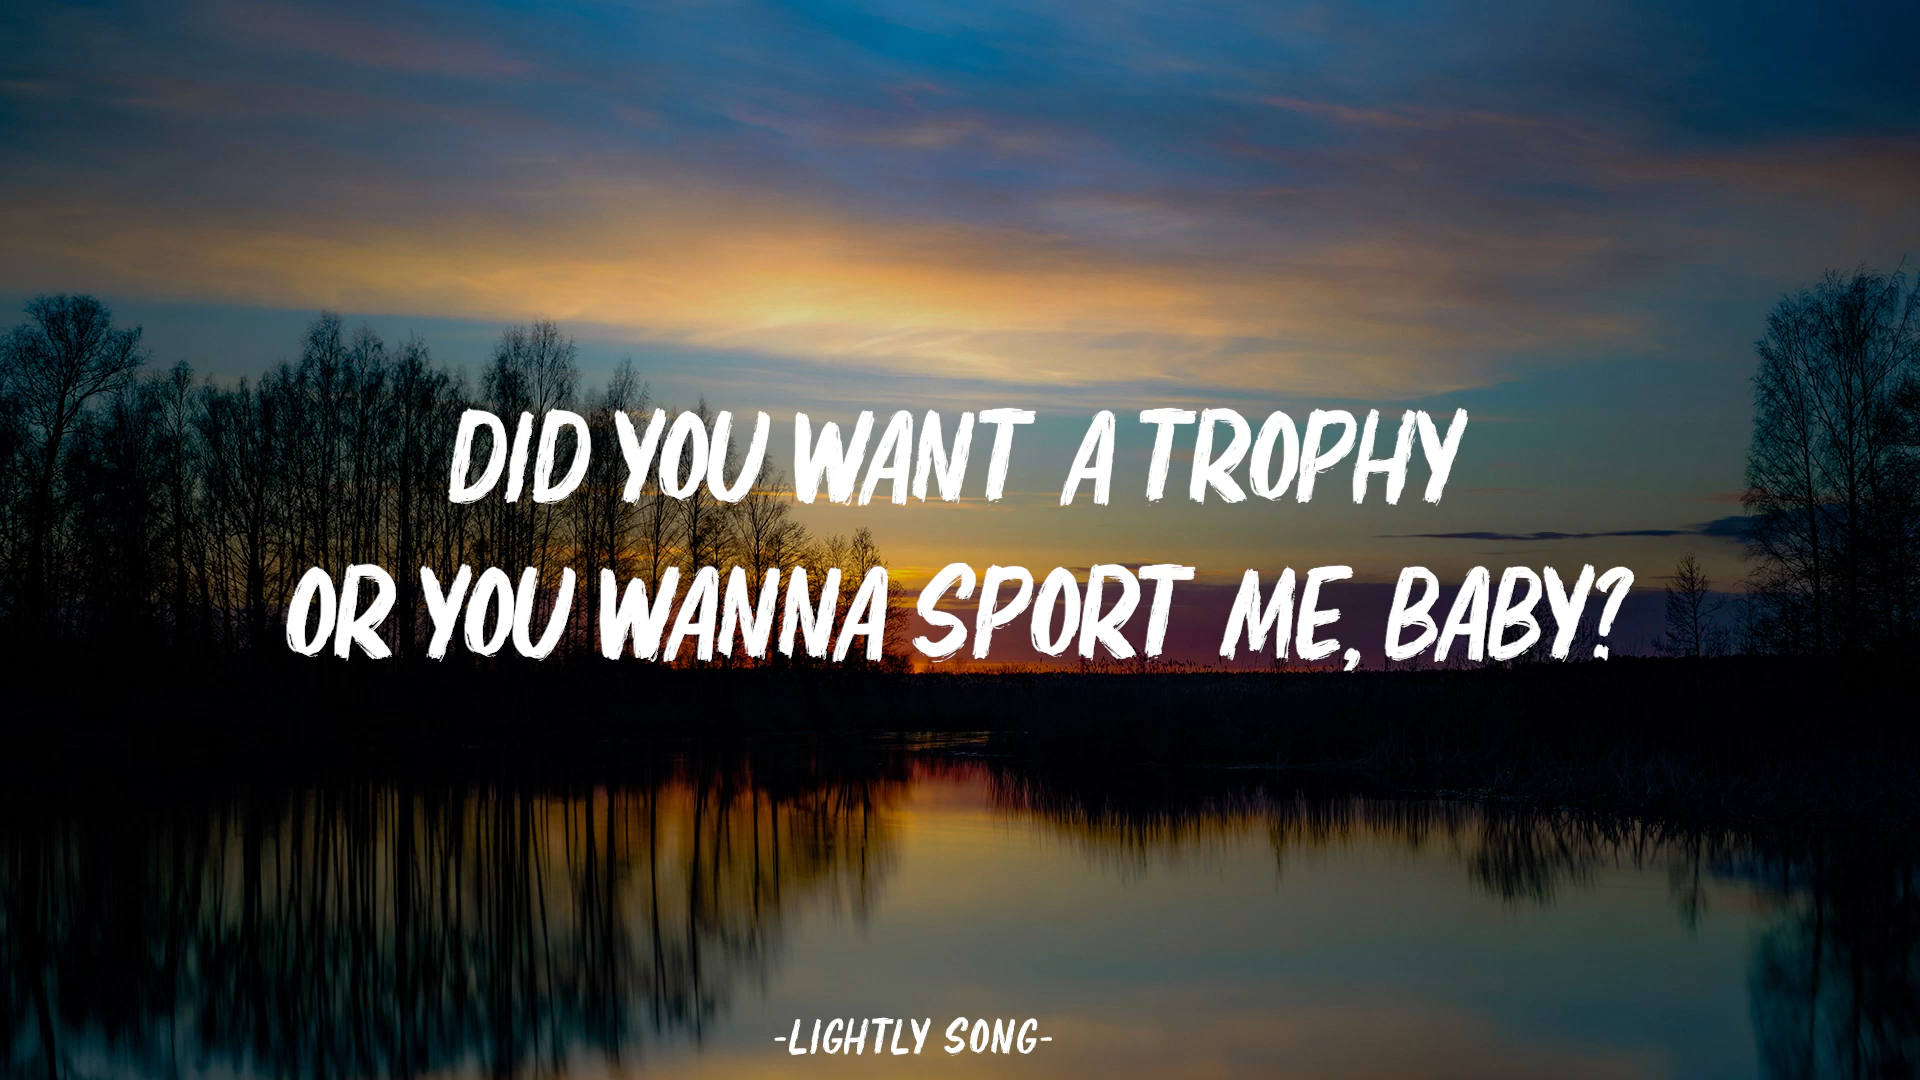 DID YOU WANT A TROPHY
OR YOU WANNA SPORT ME, BABY?
-LIGHTLY SONG-